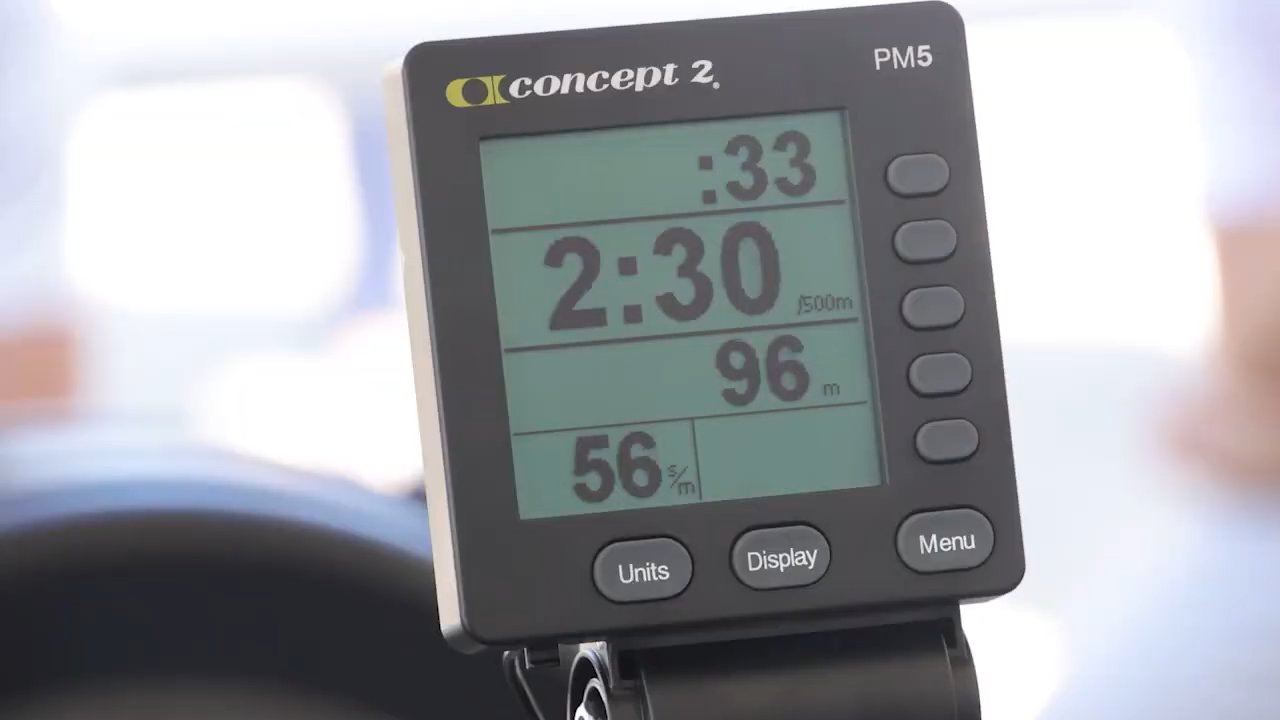 concept 2.
PM5
:33
2:30 /500m
96 m
56 s/m
Units
Display
Menu